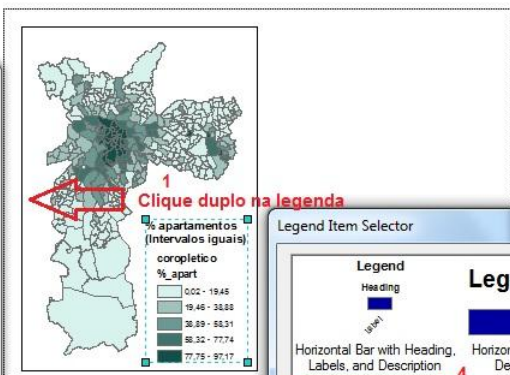 1
Clique duplo na legenda
% apartamentos
(Intervalos iguais)
coropletico
%_apart
0,02 - 19,45
19,46 - 38,88
38,89 - 58,31
58,32 - 77,74
77,75 - 97,17
Legend Item Selector
Legend
Heading
label
Horizontal Bar with Heading,
Labels, and Description
Leg
Horizon
De
4